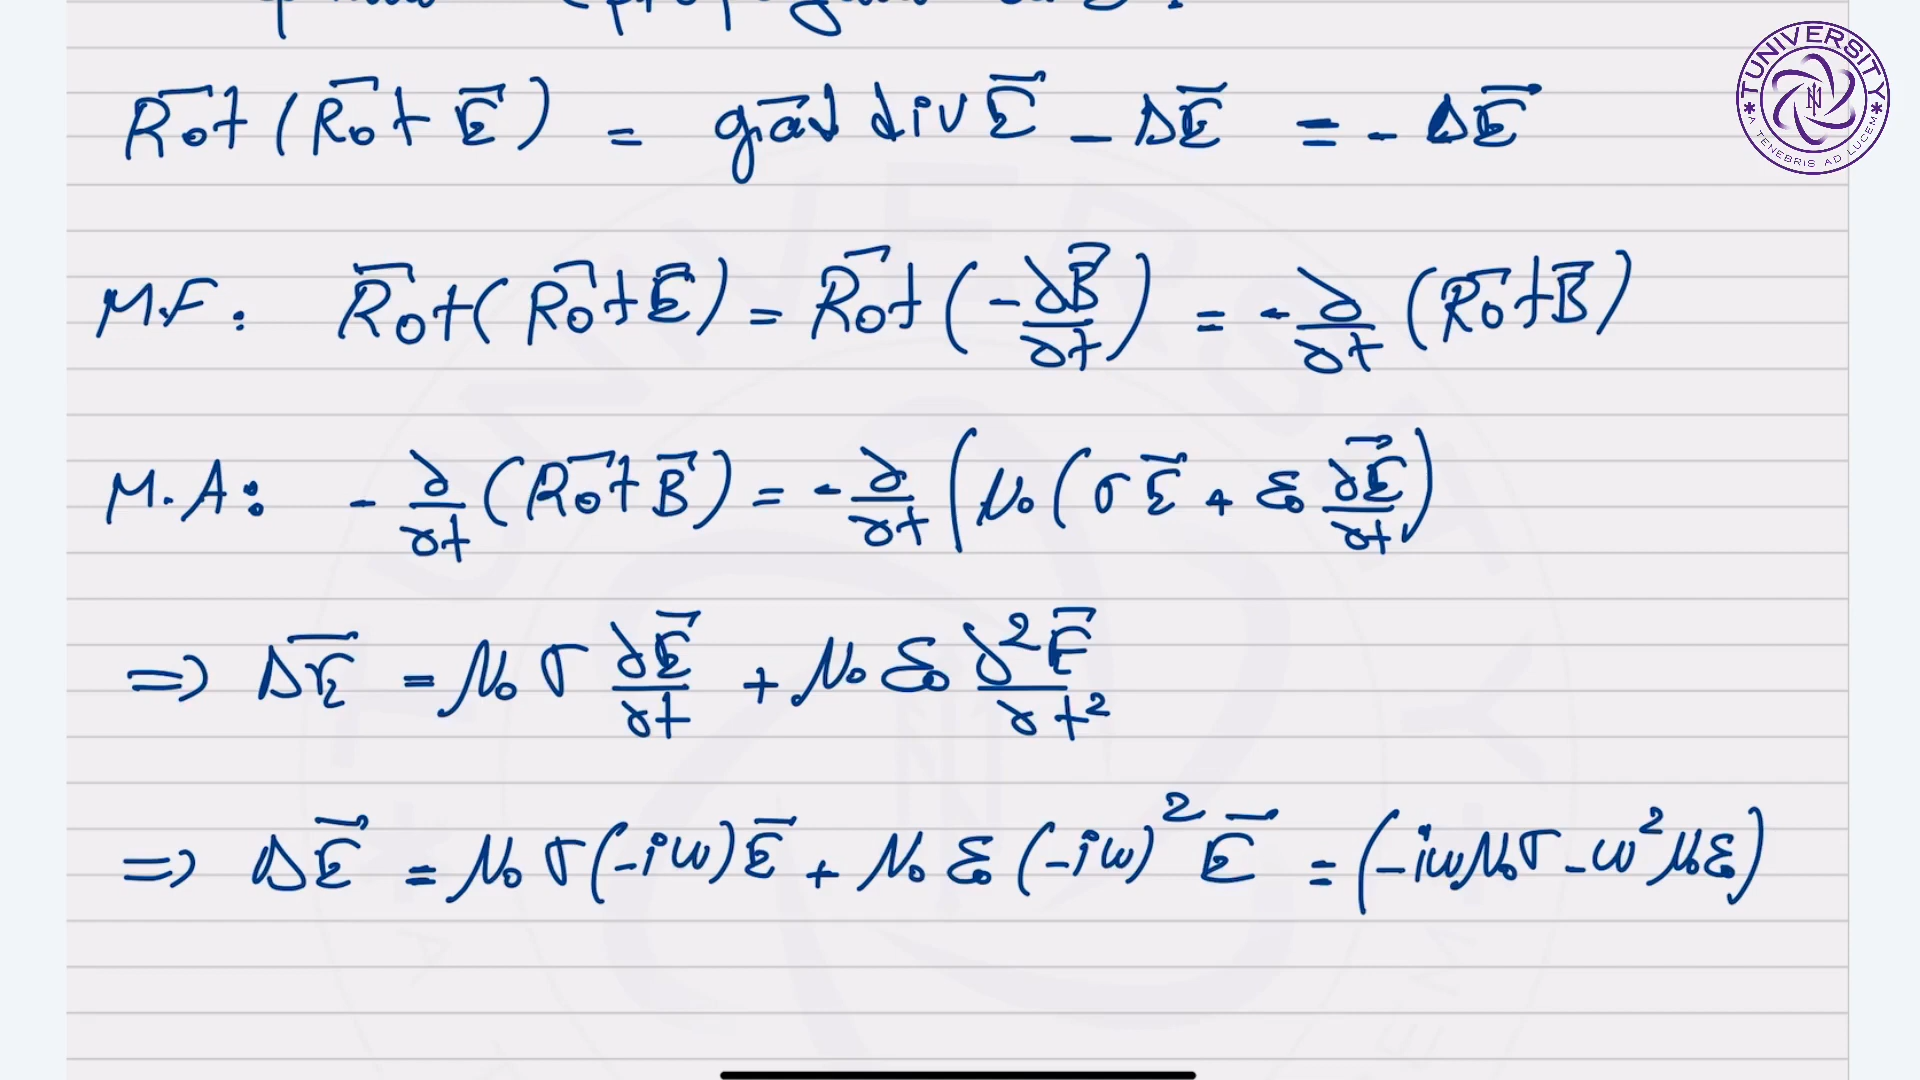 TUNIVERSITY
A TENEBRIS AD LUCEM
Rot (Rot E) = grad div E - ΔE = - ΔE
M.F: Rot (Rot E) = Rot (-∂B/∂t) = -∂/∂t (Rot B)
M.A: -∂/∂t (Rot B) = -∂/∂t (μ₀ (σE + ε₀ ∂E/∂t)
=> ΔE = μ₀ σ ∂E/∂t + μ₀ ε₀ ∂²E/∂t²
=> ΔE = μ₀ σ(-iω)E + μ₀ ε₀ (-iω)² E = (-iωμ₀σ - ω²μ₀ε₀)